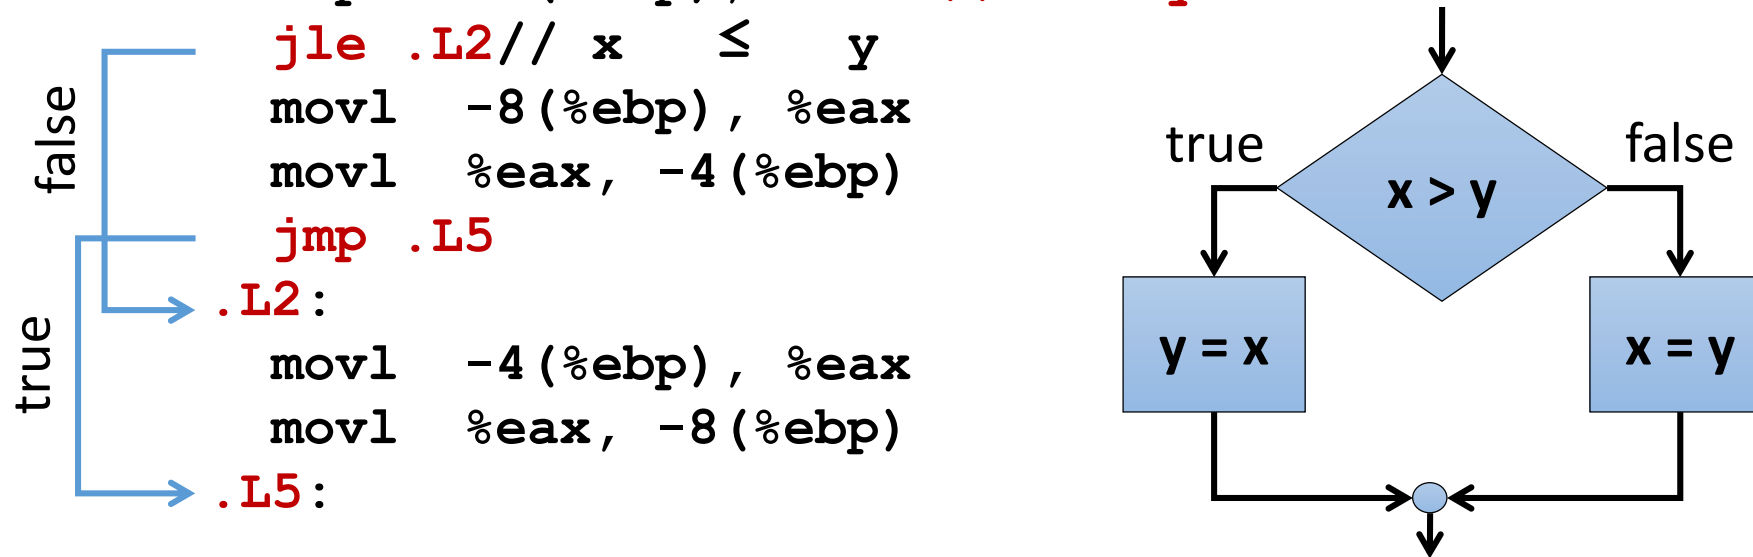 jle .L2// x ≤ y
movl -8(%ebp), %eax
movl %eax, -4(%ebp)
jmp .L5
.L2:
movl -4(%ebp), %eax
movl %eax, -8(%ebp)
.L5:
false
true
true
false
x > y
y = x
x = y